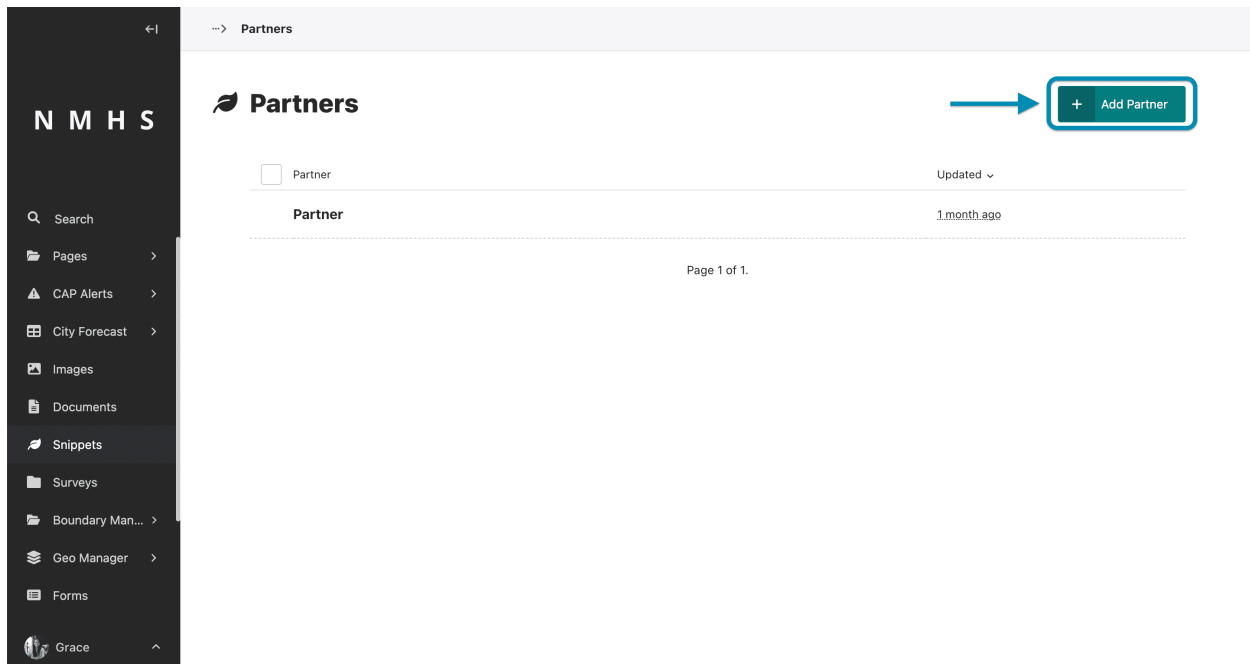 Partners
N M H S
Partners
+ Add Partner
Partner Updated
Partner 1 month ago
Page 1 of 1.
Search
Pages
CAP Alerts
City Forecast
Images
Documents
Snippets
Surveys
Boundary Man...
Geo Manager
Forms
Grace